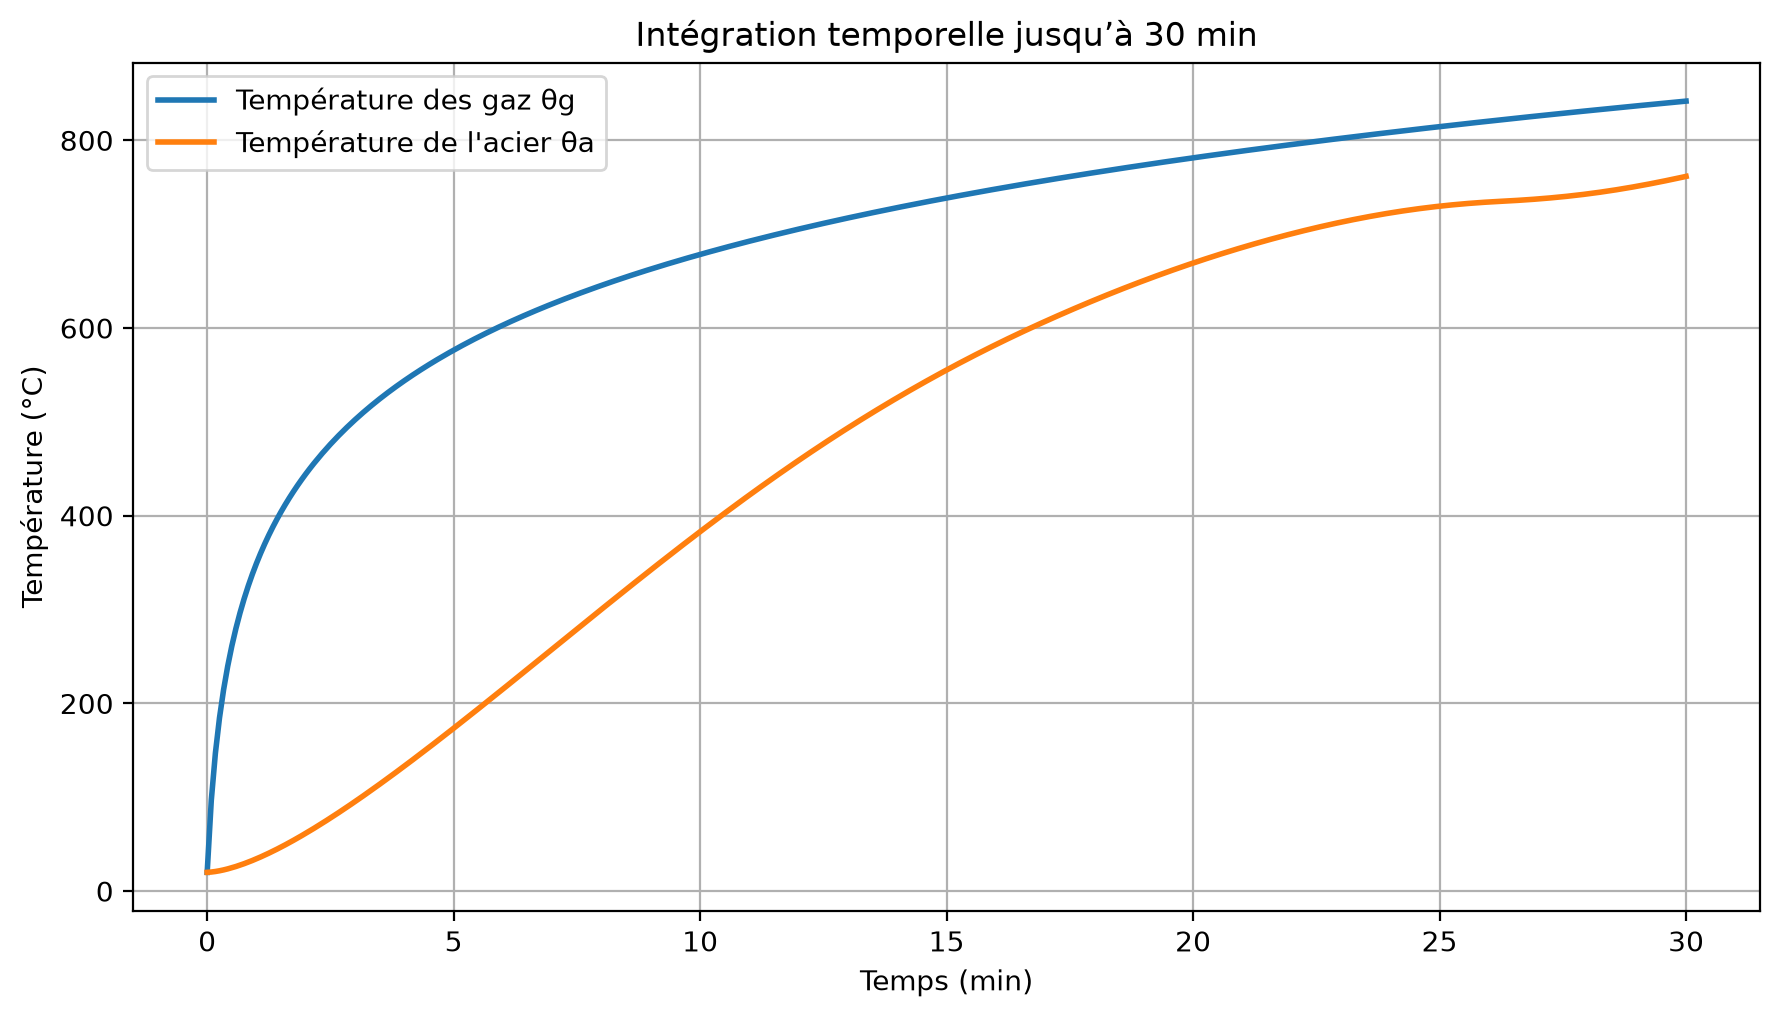 Intégration temporelle jusqu’à 30 min
Température des gaz θg
Température de l'acier θa
Température (°C)
800
600
400
200
0
0 5 10 15 20 25 30
Temps (min)